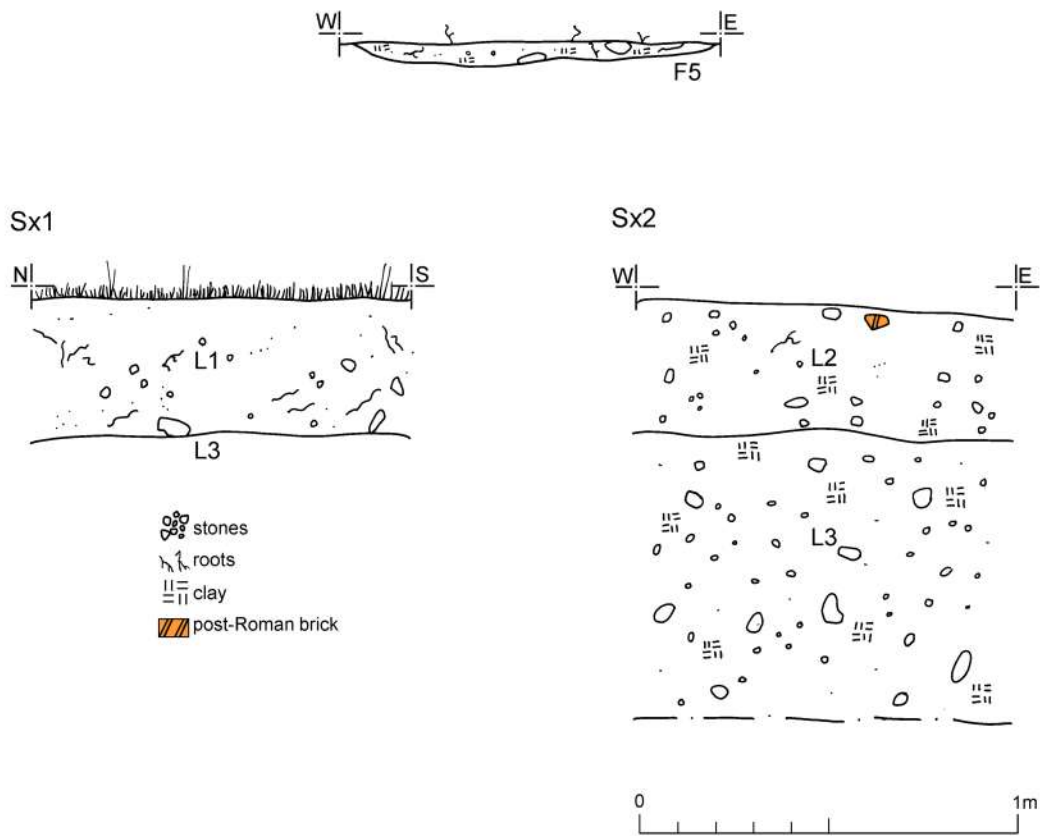 W E
F5
Sx1
N S
L1
L3
stones
roots
clay
post-Roman brick
Sx2
W E
L2
L3
0 1m